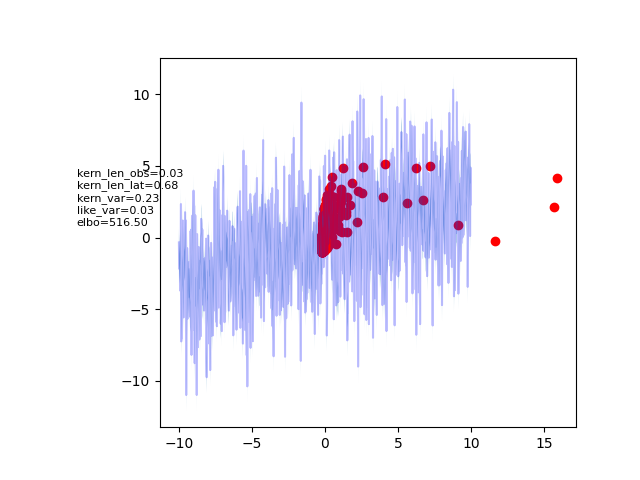 10
5
0
−5
−10
kern_len_obs=0.03
kern_len_lat=0.68
kern_var=0.23
like_var=0.03
elbo=516.50
−10 −5 0 5 10 15